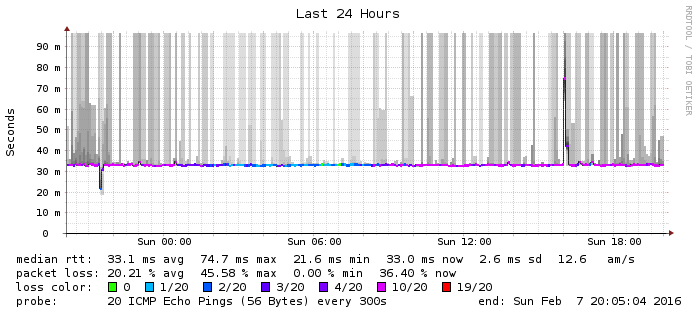 Last 24 Hours
RRDTOOL / TOBI OETIKER
Seconds
90 m
80 m
70 m
60 m
50 m
40 m
30 m
20 m
10 m
0
Sun 00:00 Sun 06:00 Sun 12:00 Sun 18:00
median rtt: 33.1 ms avg 74.7 ms max 21.6 ms min 33.0 ms now 2.6 ms sd 12.6 am/s
packet loss: 20.21 % avg 45.58 % max 0.00 % min 36.40 % now
loss color: 0 1/20 2/20 3/20 4/20 10/20 19/20
probe: 20 ICMP Echo Pings (56 Bytes) every 300s end: Sun Feb 7 20:05:04 2016